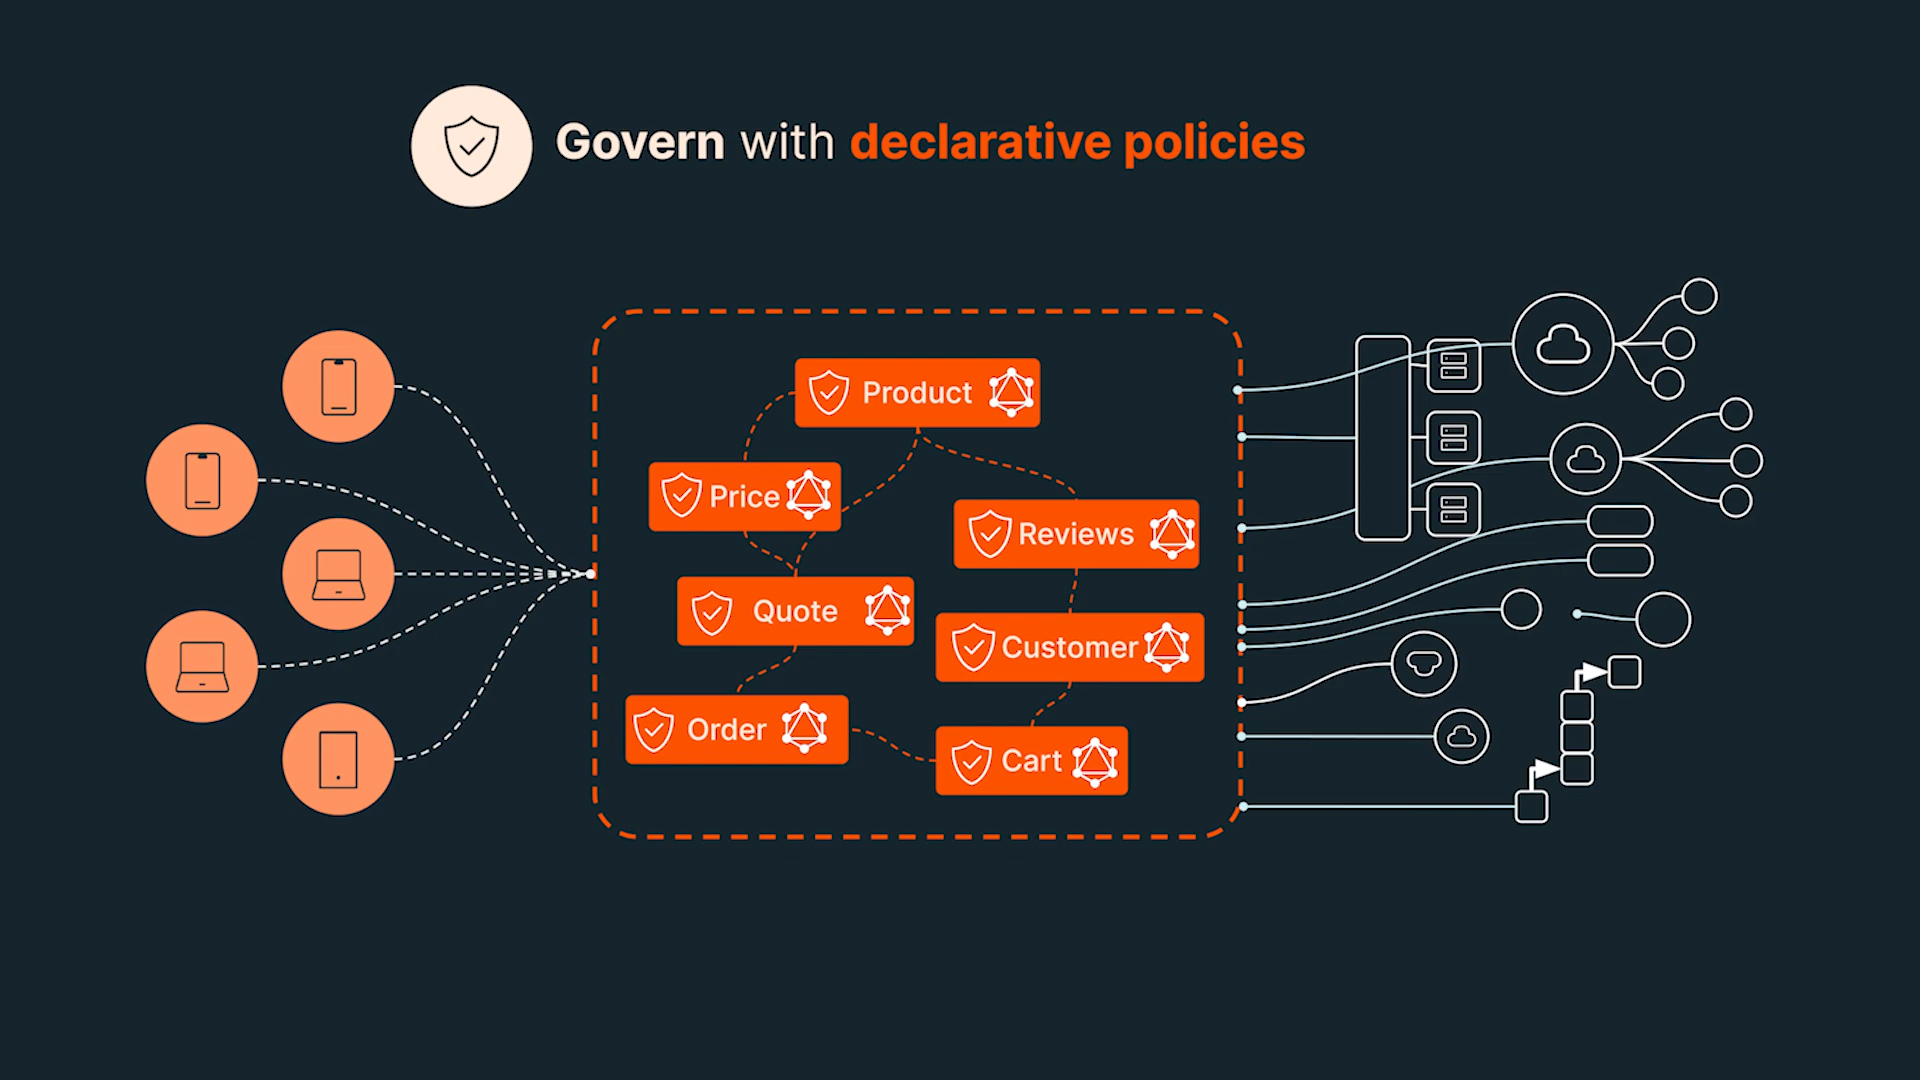 Govern with declarative policies
Product
Price
Reviews
Quote
Customer
Order
Cart